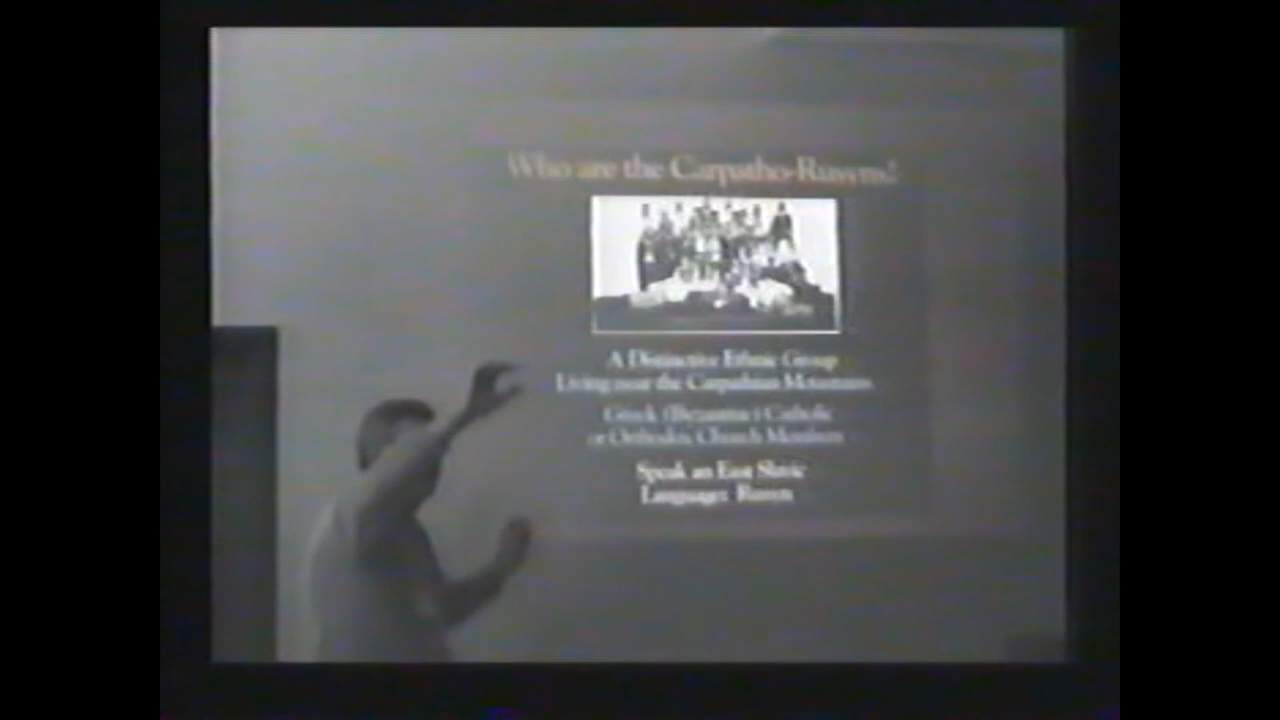 Who are the Carpatho-Rusyns?
A Distinctive Ethnic Group
Living near the Carpathian Mountains
Greek (Byzantine) Catholic
or Orthodox Church Members
Speak an East Slavic
Language: Rusyn